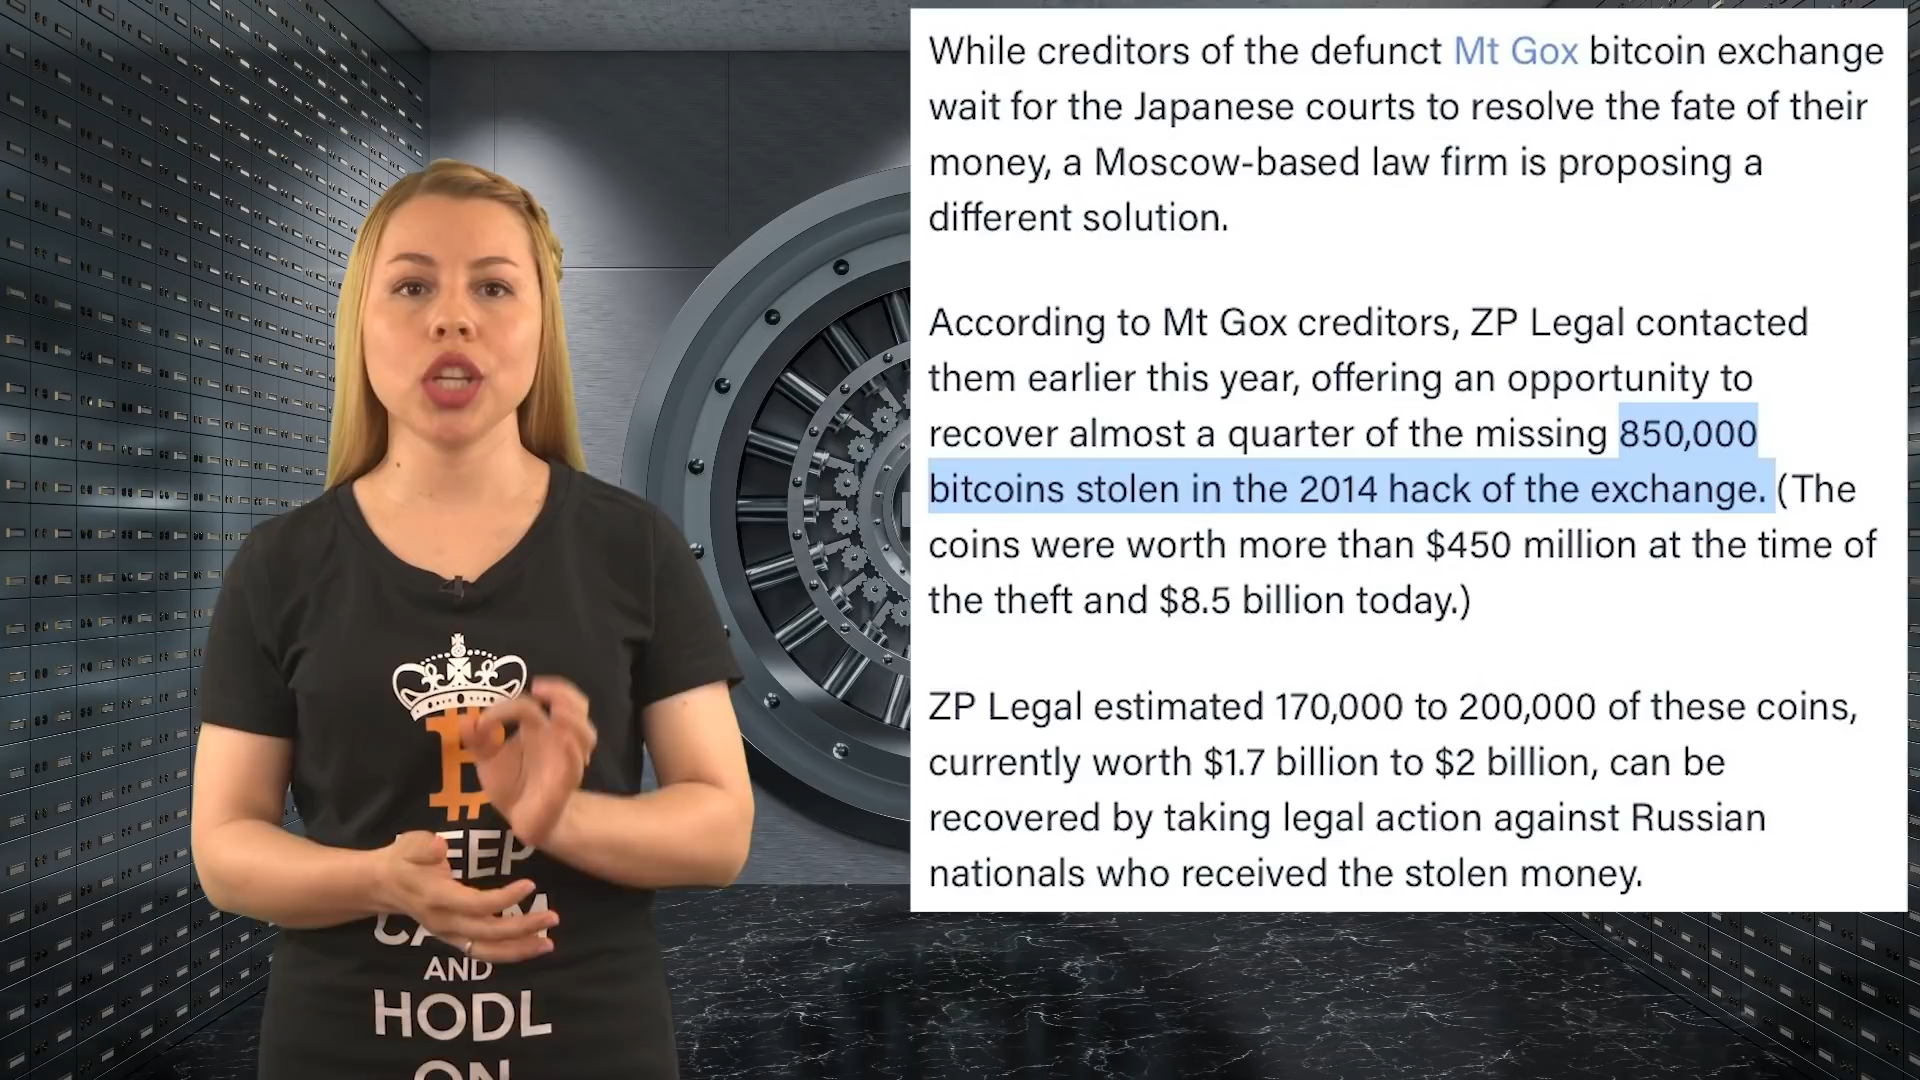 While creditors of the defunct Mt Gox bitcoin exchange
wait for the Japanese courts to resolve the fate of their
money, a Moscow-based law firm is proposing a
different solution.
According to Mt Gox creditors, ZP Legal contacted
them earlier this year, offering an opportunity to
recover almost a quarter of the missing 850,000
bitcoins stolen in the 2014 hack of the exchange. (The
coins were worth more than $450 million at the time of
the theft and $8.5 billion today.)
ZP Legal estimated 170,000 to 200,000 of these coins,
currently worth $1.7 billion to $2 billion, can be
recovered by taking legal action against Russian
nationals who received the stolen money.
KEEP
CALM
AND
HODL
ON